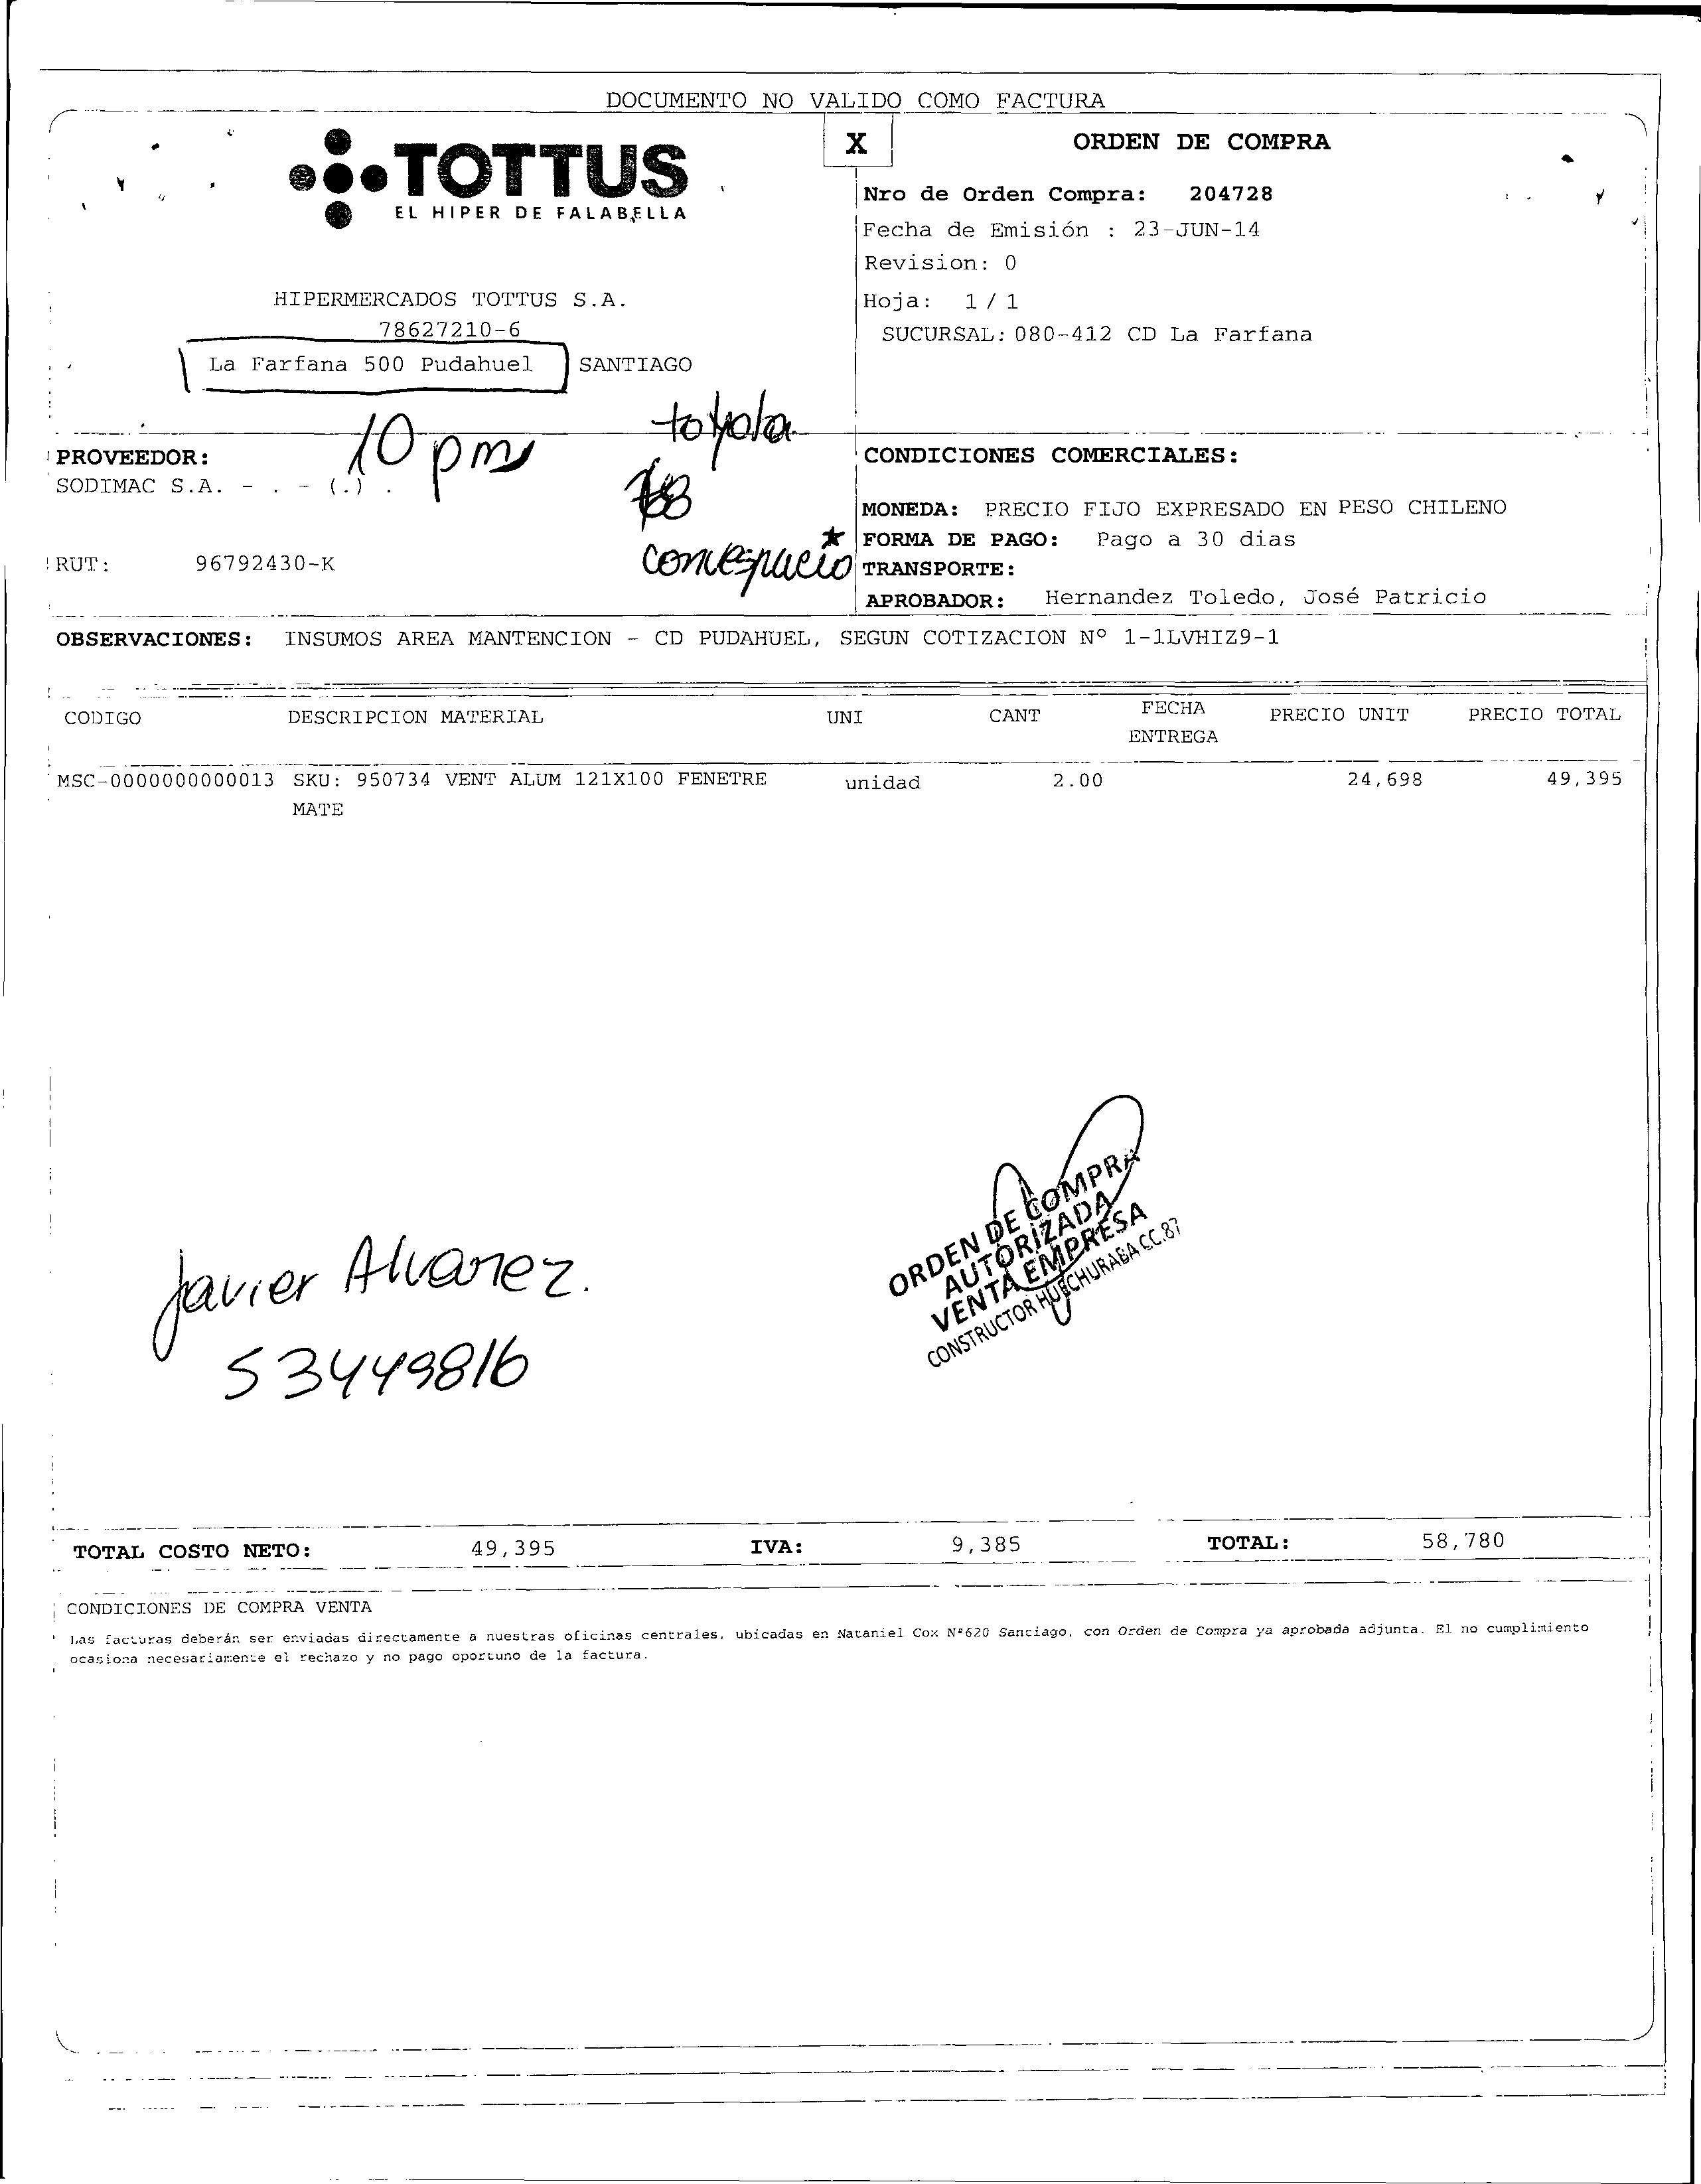 DOCUMENTO NO VALIDO COMO FACTURA
TOTTUS
EL HIPER DE FALABELLA
HIPERMERCADOS TOTTUS S.A.
78627210-6
La Farfana 500 Pudahuel SANTIAGO
X
ORDEN DE COMPRA
Nro de Orden Compra: 204728
Fecha de Emisión : 23-JUN-14
Revision: 0
Hoja: 1 / 1
SUCURSAL: 080-412 CD La Farfana
10 pm
toyola
PROVEEDOR:
SODIMAC S.A. - . - (.) .
RUT: 96792430-K
CONDICIONES COMERCIALES:
MONEDA: PRECIO FIJO EXPRESADO EN PESO CHILENO
* FORMA DE PAGO: Pago a 30 dias
TRANSPORTE:
APROBADOR: Hernandez Toledo, José Patricio
OBSERVACIONES: INSUMOS AREA MANTENCION - CD PUDAHUEL, SEGUN COTIZACION Nº 1-1LVHIZ9-1
CODIGO DESCRIPCION MATERIAL UNI CANT FECHA ENTREGA PRECIO UNIT PRECIO TOTAL
MSC-0000000000013 SKU: 950734 VENT ALUM 121X100 FENETRE unidad 2.00 24,698 49,395
MATE
ORDEN DE COMPRA
AUTORIZADA
VENTA EMPRESA
CONSTRUCTOR HUECHURABA CC.87
Javier Alvarez.
53449816
TOTAL COSTO NETO: 49,395 IVA: 9,385 TOTAL: 58,780
CONDICIONES DE COMPRA VENTA
Las facturas deberán ser enviadas directamente a nuestras oficinas centrales, ubicadas en Nataniel Cox Nº620 Santiago, con Orden de Compra ya aprobada adjunta. El no cumplimiento
ocasiona necesariamente el rechazo y no pago oportuno de la factura.